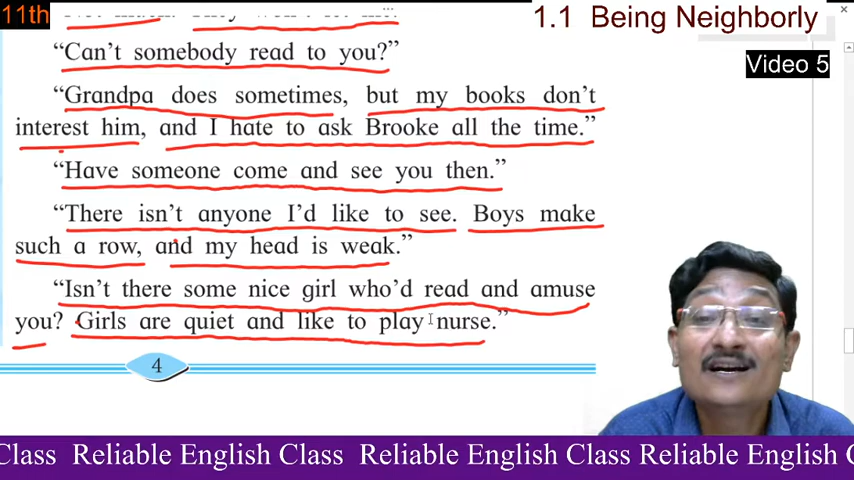 11th
1.1 Being Neighborly
Video 5
“Can’t somebody read to you?”
“Grandpa does sometimes, but my books don’t
interest him, and I hate to ask Brooke all the time.”
“Have someone come and see you then.”
“There isn’t anyone I’d like to see. Boys make
such a row, and my head is weak.”
“Isn’t there some nice girl who’d read and amuse
you? Girls are quiet and like to play nurse.”
4
Class Reliable English Class Reliable English Class Reliable English